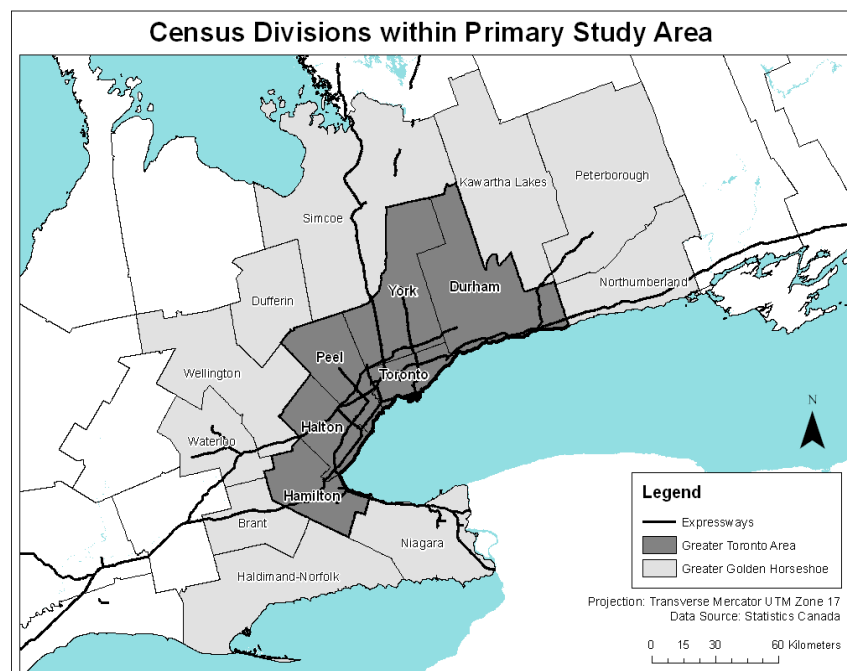 Census Divisions within Primary Study Area
Kawartha Lakes
Peterborough
Simcoe
Northumberland
York
Durham
Dufferin
Peel
Wellington
Toronto
Halton
Waterloo
Hamilton
Brant
Niagara
Haldimand-Norfolk
N
Legend
Expressways
Greater Toronto Area
Greater Golden Horseshoe
Projection: Transverse Mercator UTM Zone 17
Data Source: Statistics Canada
0 15 30 60 Kilometers